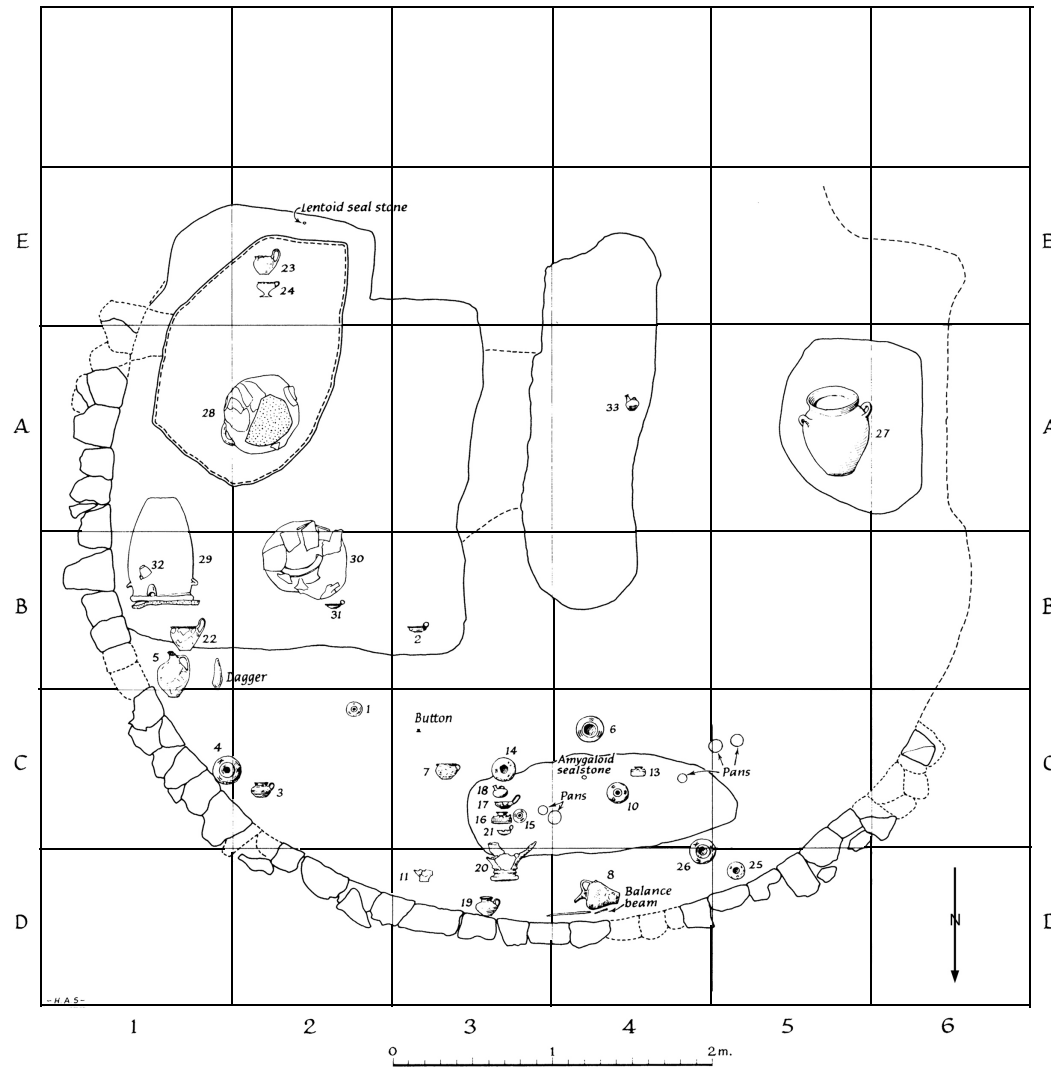 Lentoid seal stone
E
E
23
24
28
33
27
A
A
32
29
30
31
B
B
22
2
5
Dagger
1
Button
6
4
14
Amygaloid
sealstone
7
13
Pans
C
C
3
18
Pans
10
17
16
15
21
26
25
20
11
8
Balance
beam
19
D
D
N
-HAS-
1
2
3
4
5
6
0
1
2 m.